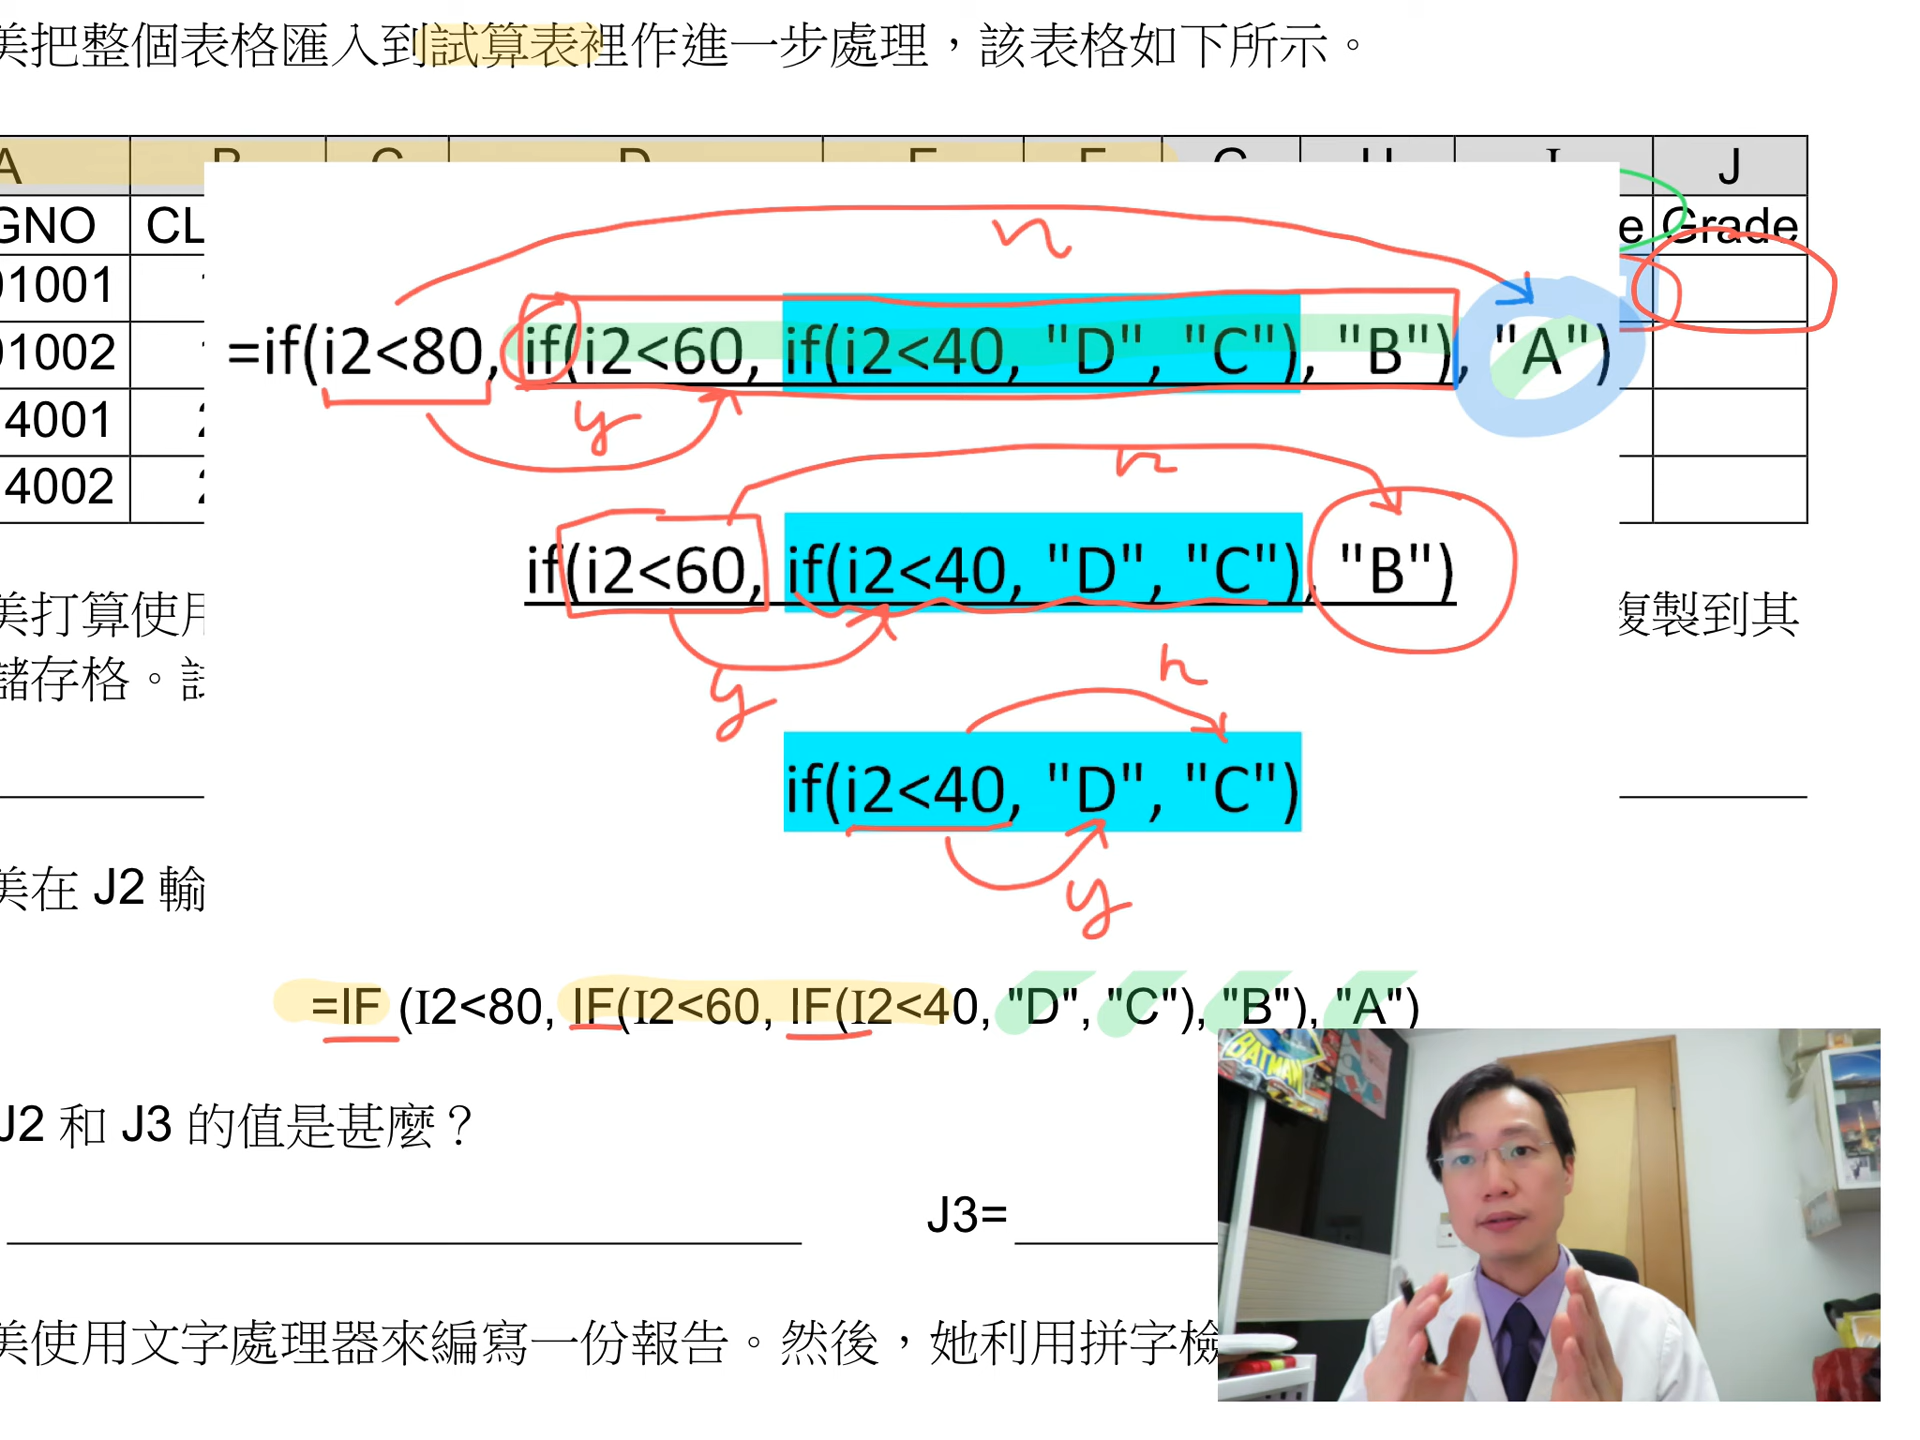 美把整個表格匯入到試算表裡作進一步處理，該表格如下所示。
A J
GNO CL e Grade
01001
01002
4001
4002
n
=if(i2<80, if(i2<60, if(i2<40, "D", "C"), "B"), "A")
y
n
if(i2<60, if(i2<40, "D", "C"), "B")
y
n
if(i2<40, "D", "C")
y
美打算使用 複製到其
儲存格。
美在 J2 輸
=IF (I2<80, IF(I2<60, IF(I2<40, "D", "C"), "B"), "A")
BATMAN
J2 和 J3 的值是甚麼？
J3=
美使用文字處理器來編寫一份報告。然後，她利用拼字檢